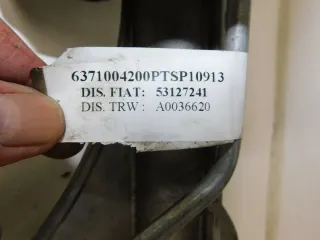 6371004200PTSP10913
DIS. FIAT: 53127241
DIS. TRW : A0036620